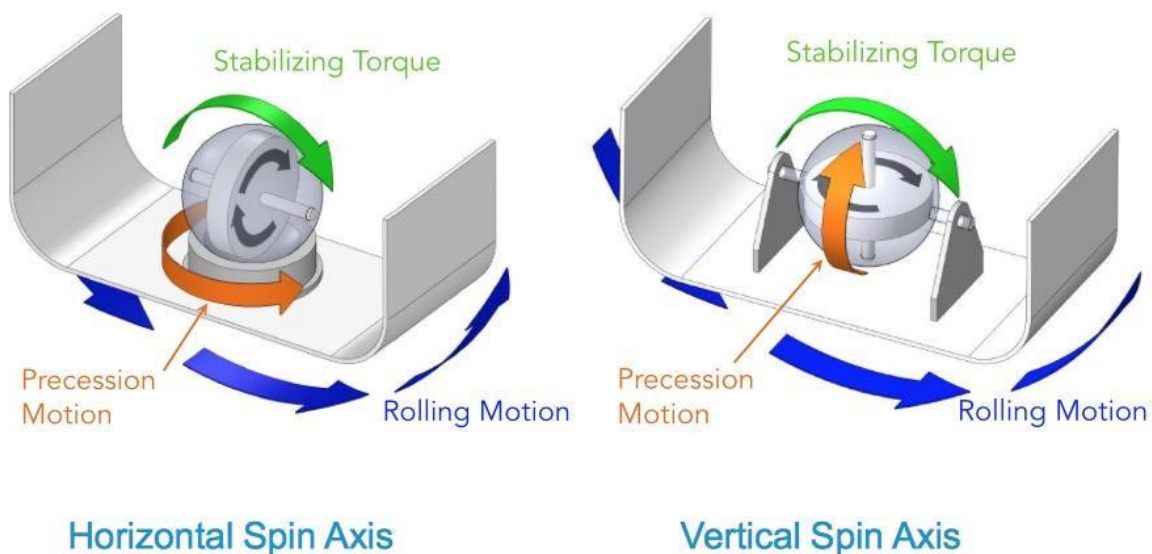 Stabilizing Torque
Precession
Motion
Rolling Motion
Horizontal Spin Axis
Stabilizing Torque
Precession
Motion
Rolling Motion
Vertical Spin Axis